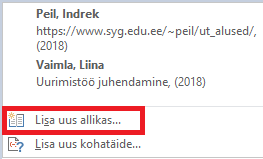 Peil, Indrek
https://www.syg.edu.ee/~peil/ut_alused/,
(2018)
Vaimla, Liina
Uurimistöö juhendamine, (2018)
Lisa uus allikas...
Lisa uus kohatäide...